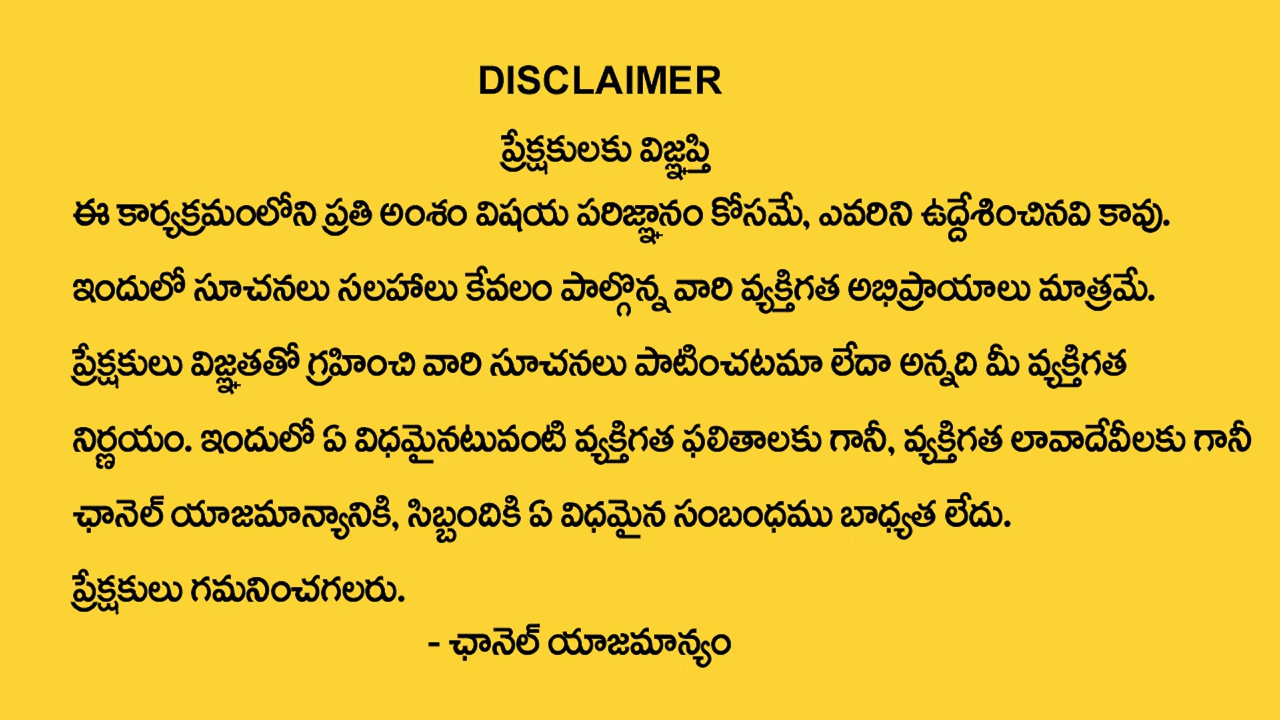 DISCLAIMER
ప్రేక్షకులకు విజ్ఞప్తి
ఈ కార్యక్రమంలోని ప్రతి అంశం విషయ పరిజ్ఞానం కోసమే, ఎవరిని ఉద్దేశించినవి కావు.
ఇందులో సూచనలు సలహాలు కేవలం పాల్గొన్న వారి వ్యక్తిగత అభిప్రాయాలు మాత్రమే.
ప్రేక్షకులు విజ్ఞతతో గ్రహించి వారి సూచనలు పాటించటమా లేదా అన్నది మీ వ్యక్తిగత
నిర్ణయం. ఇందులో ఏ విధమైనటువంటి వ్యక్తిగత ఫలితాలకు గానీ, వ్యక్తిగత లావాదేవీలకు గానీ
ఛానెల్ యాజమాన్యానికి, సిబ్బందికి ఏ విధమైన సంబంధము బాధ్యత లేదు.
ప్రేక్షకులు గమనించగలరు.
- ఛానెల్ యాజమాన్యం